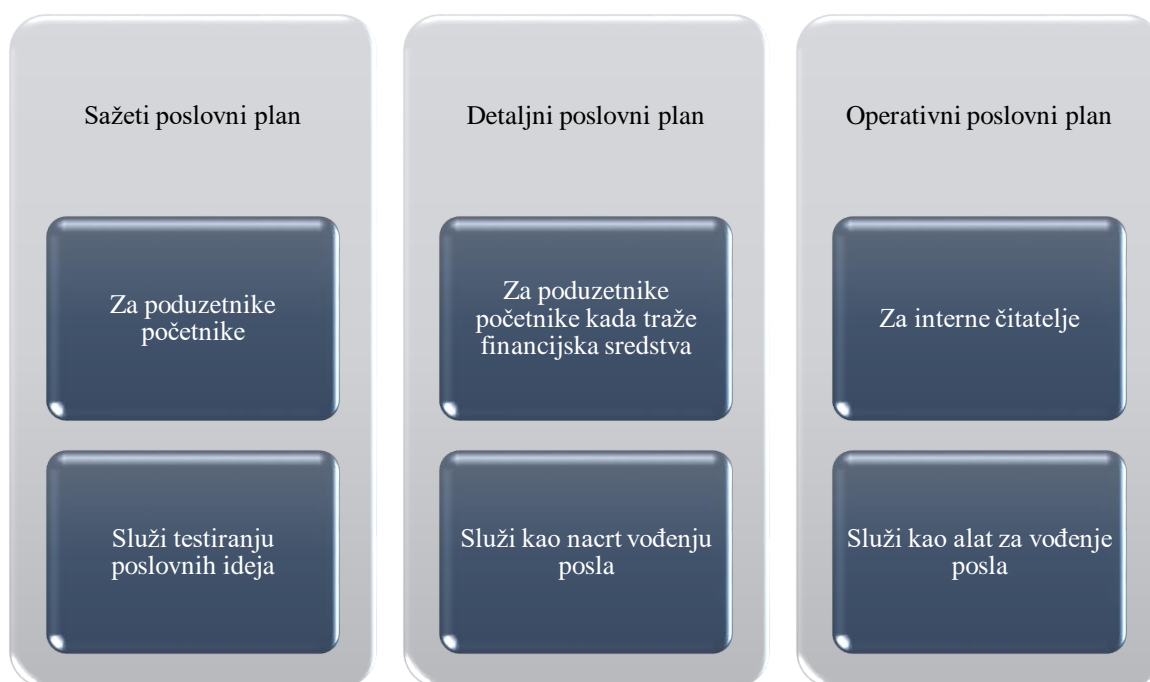 Sažeti poslovni plan
Za poduzetnike
početnike
Služi testiranju
poslovnih ideja
Detaljni poslovni plan
Za poduzetnike
početnike kada traže
financijska sredstva
Služi kao nacrt vođenju
posla
Operativni poslovni plan
Za interne čitatelje
Služi kao alat za vođenje
posla